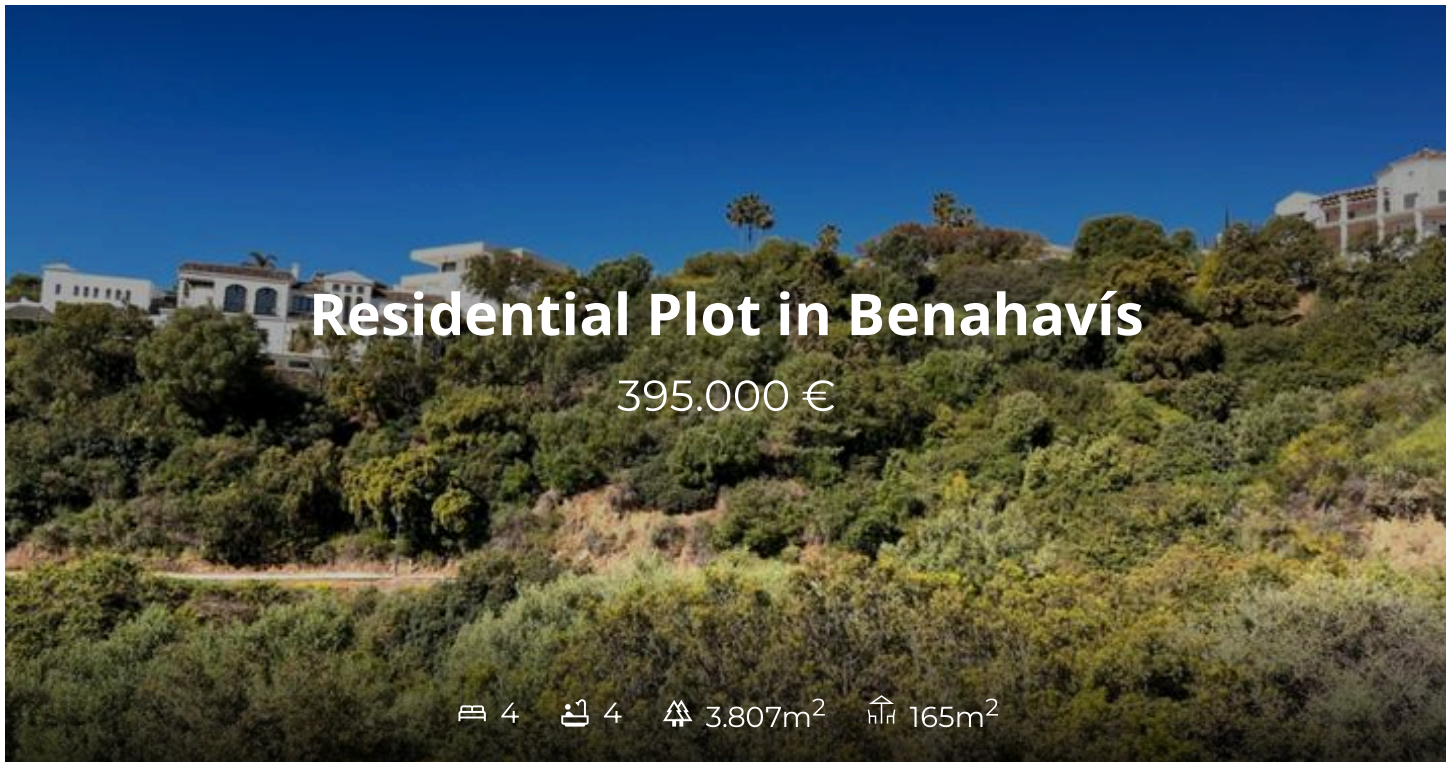 Residential Plot in Benahavís
395.000 €
4 4 3.807m² 165m²